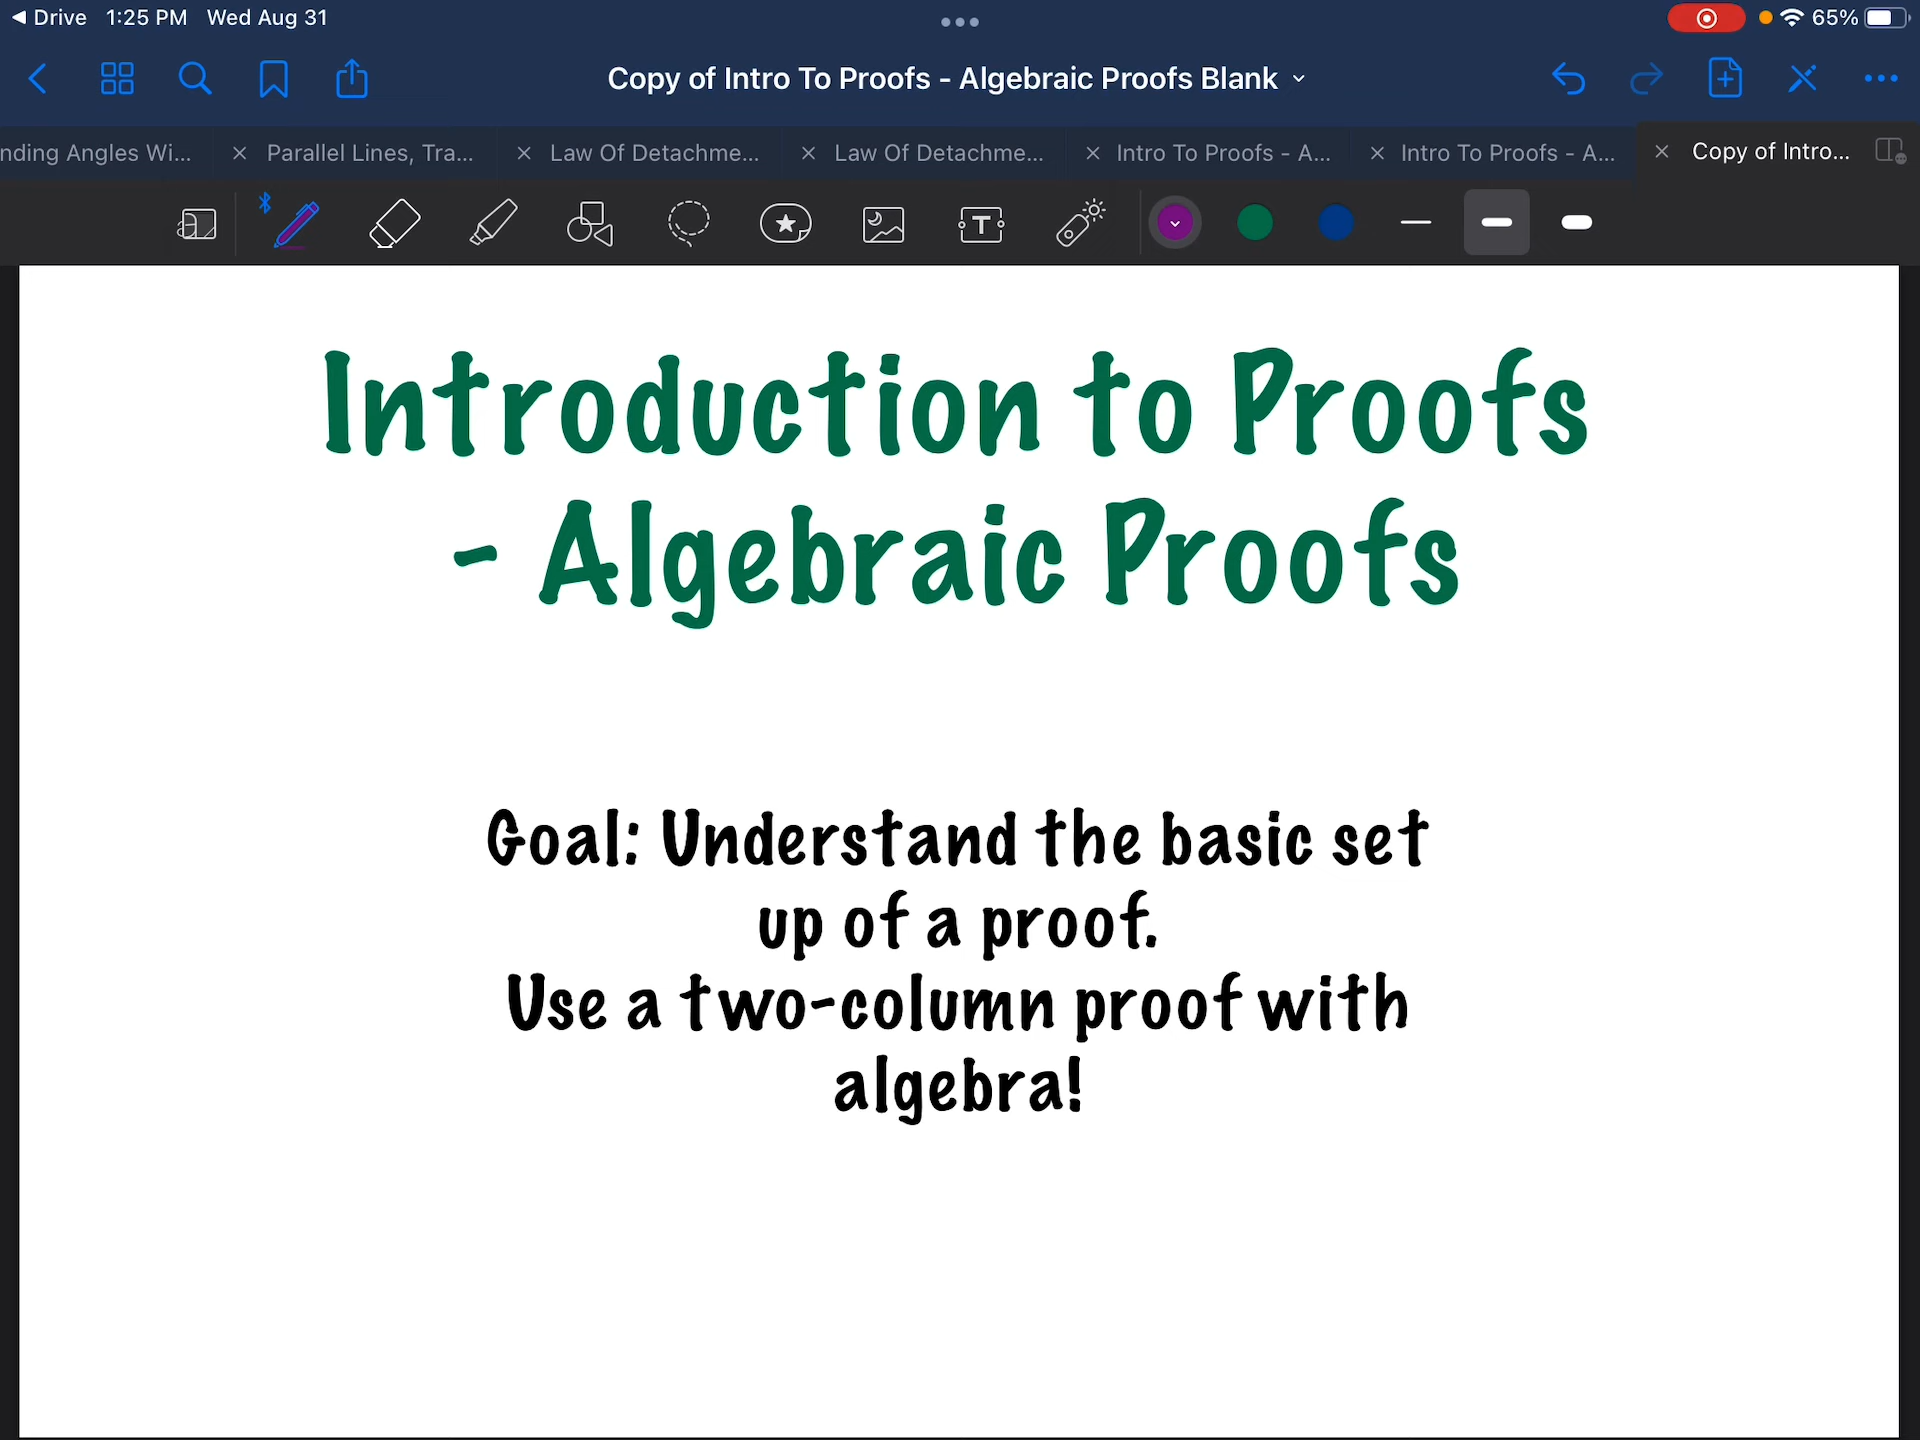 Drive 1:25 PM Wed Aug 31 65%
Copy of Intro To Proofs - Algebraic Proofs Blank
nding Angles Wi... Parallel Lines, Tra... Law Of Detachme... Law Of Detachme... Intro To Proofs - A... Intro To Proofs - A... Copy of Intro...
Introduction to Proofs
- Algebraic Proofs
Goal: Understand the basic set
up of a proof.
Use a two-column proof with
algebra!